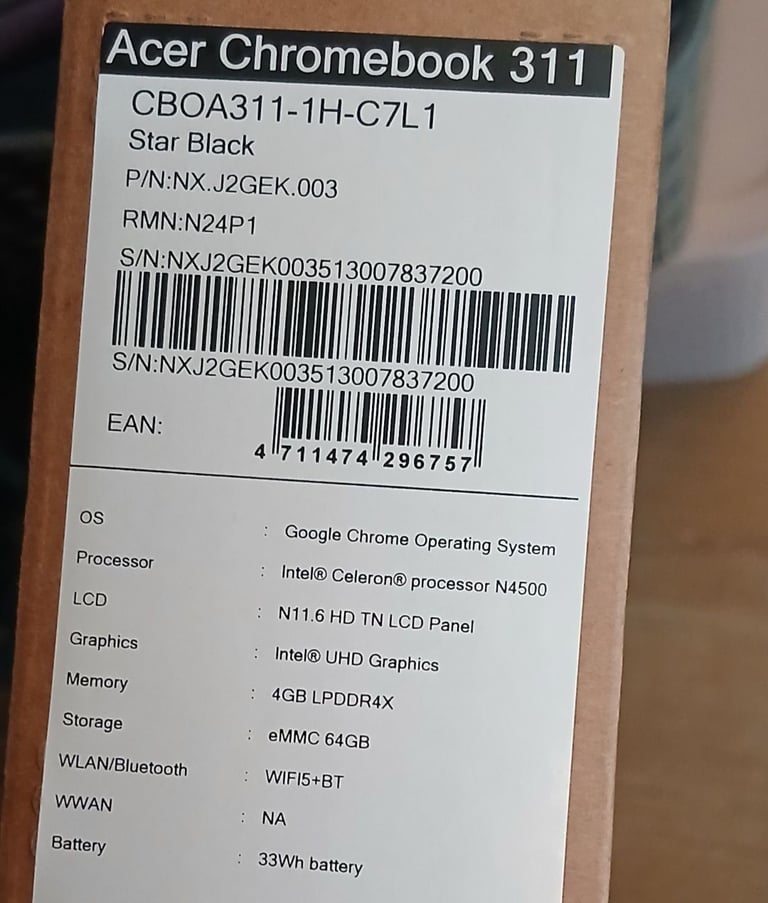 Acer Chromebook 311
CBOA311-1H-C7L1
Star Black
P/N:NX.J2GEK.003
RMN:N24P1
S/N:NXJ2GEK003513007837200
S/N:NXJ2GEK003513007837200
EAN:
4 711474 296757
OS : Google Chrome Operating System
Processor : Intel® Celeron® processor N4500
LCD : N11.6 HD TN LCD Panel
Graphics : Intel® UHD Graphics
Memory : 4GB LPDDR4X
Storage : eMMC 64GB
WLAN/Bluetooth : WIFI5+BT
WWAN : NA
Battery : 33Wh battery